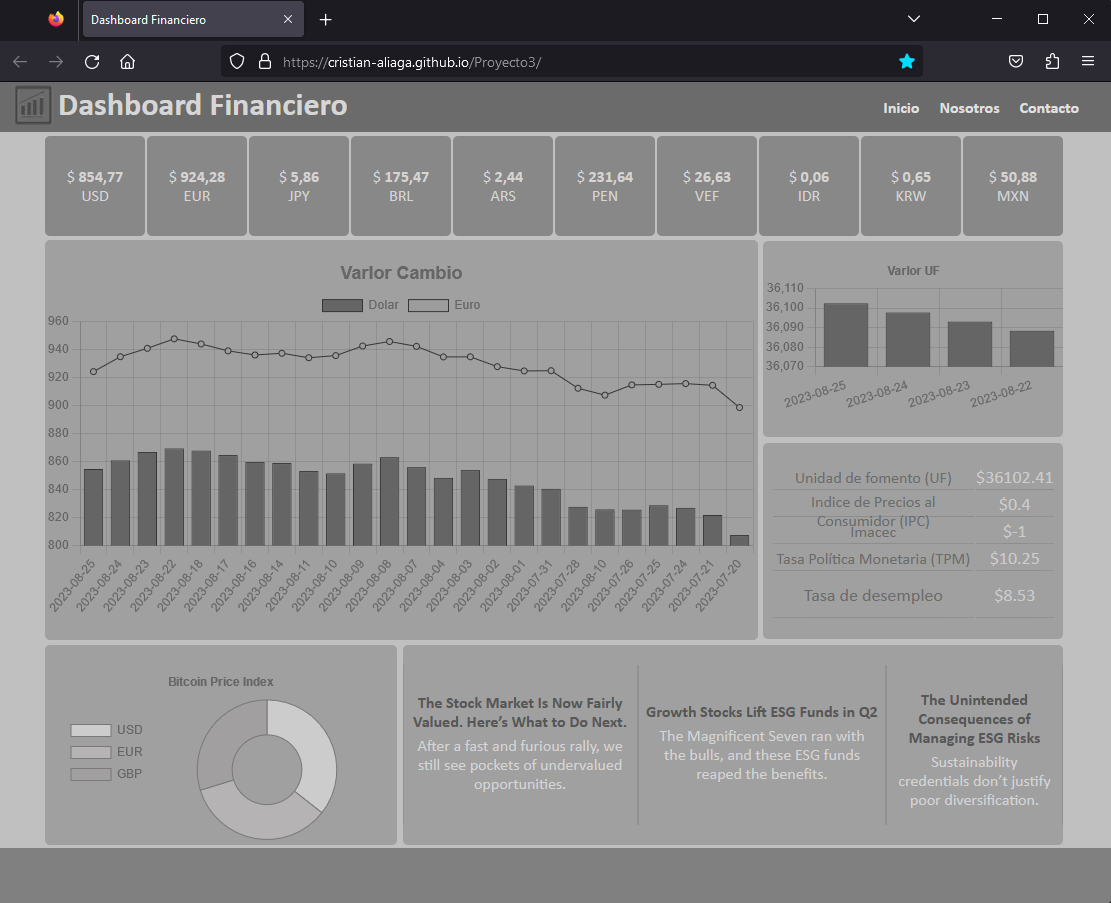 Dashboard Financiero
https://cristian-aliaga.github.io/Proyecto3/
Dashboard Financiero
Inicio Nosotros Contacto
$ 854,77
USD
$ 924,28
EUR
$ 5,86
JPY
$ 175,47
BRL
$ 2,44
ARS
$ 231,64
PEN
$ 26,63
VEF
$ 0,06
IDR
$ 0,65
KRW
$ 50,88
MXN
Varlor Cambio
Dolar Euro
960
940
920
900
880
860
840
820
800
2023-08-25
2023-08-24
2023-08-23
2023-08-22
2023-08-18
2023-08-17
2023-08-16
2023-08-14
2023-08-11
2023-08-10
2023-08-09
2023-08-08
2023-08-07
2023-08-04
2023-08-03
2023-08-02
2023-08-01
2023-07-31
2023-07-28
2023-08-10
2023-07-26
2023-07-25
2023-07-24
2023-07-21
2023-07-20
Varlor UF
36,110
36,100
36,090
36,080
36,070
2023-08-25
2023-08-24
2023-08-23
2023-08-22
Unidad de fomento (UF) $36102.41
Indice de Precios al
Consumidor (IPC) $0.4
Imacec $-1
Tasa Política Monetaria (TPM) $10.25
Tasa de desempleo $8.53
Bitcoin Price Index
USD
EUR
GBP
The Stock Market Is Now Fairly
Valued. Here’s What to Do Next.
After a fast and furious rally, we
still see pockets of undervalued
opportunities.
Growth Stocks Lift ESG Funds in Q2
The Magnificent Seven ran with
the bulls, and these ESG funds
reaped the benefits.
The Unintended
Consequences of
Managing ESG Risks
Sustainability
credentials don’t justify
poor diversification.